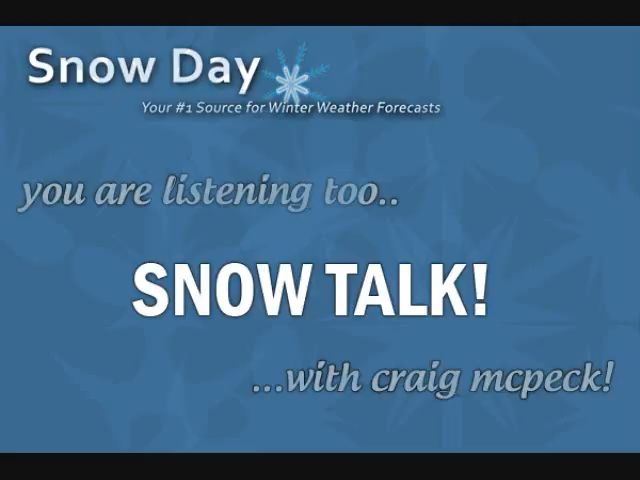 Snow Day
Your #1 Source for Winter Weather Forecasts
you are listening too..
SNOW TALK!
...with craig mcpeck!